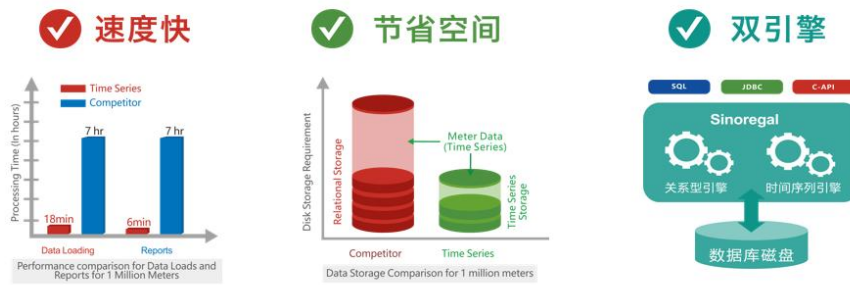 速度快
Time Series
Competitor
Processing Time (In hours)
7 hr
7 hr
18min
6min
Data Loading
Reports
Performance comparison for Data Loads and
Reports for 1 Million Meters
节省空间
Disk Storage Requirement
Relational Storage
Meter Data
(Time Series)
Time Series
Storage
Competitor
Time Series
Data Storage Comparison for 1 million meters
双引擎
SQL
JDBC
C-API
Sinoregal
关系型引擎
时间序列引擎
数据库磁盘